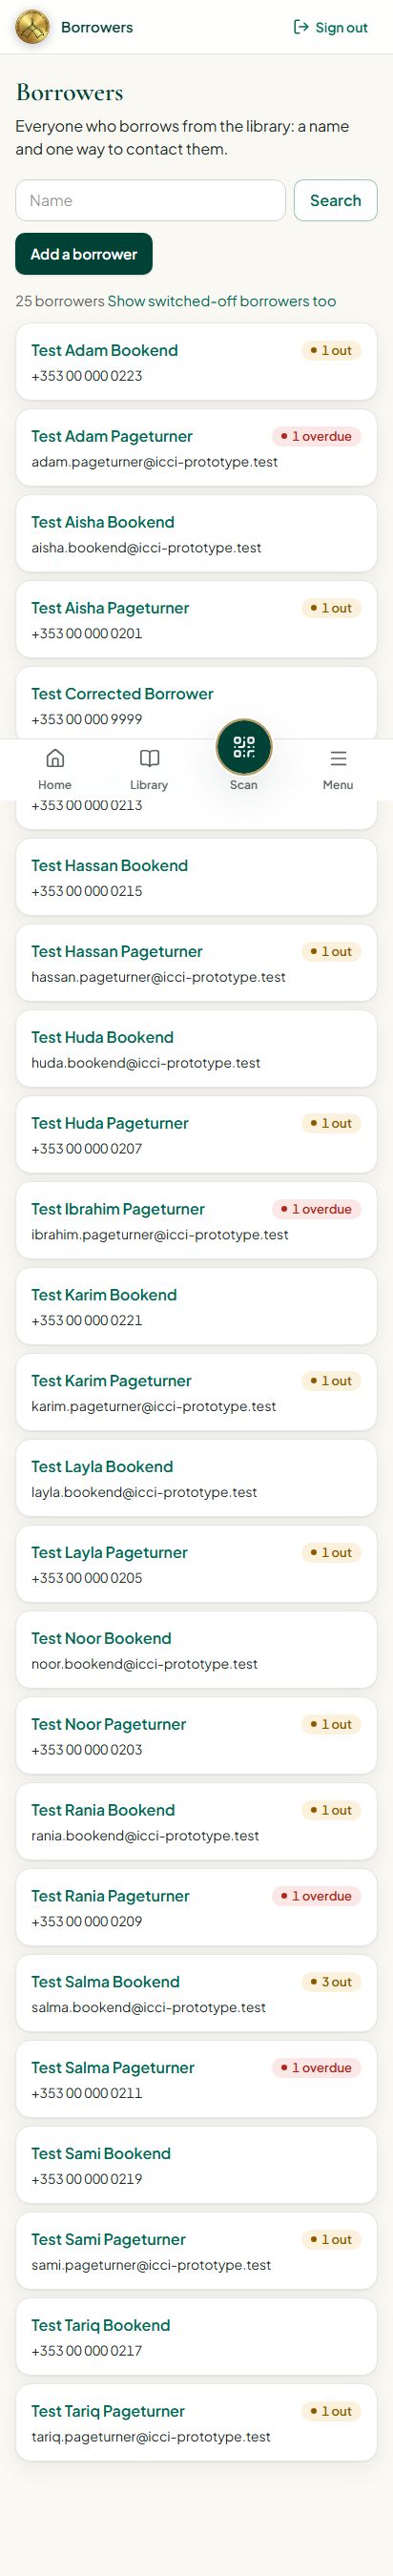 Borrowers
Sign out
Borrowers
Everyone who borrows from the library: a name
and one way to contact them.
Name
Search
Add a borrower
25 borrowers Show switched-off borrowers too
Test Adam Bookend
1 out
+353 00 000 0223
Test Adam Pageturner
1 overdue
adam.pageturner@icci-prototype.test
Test Aisha Bookend
aisha.bookend@icci-prototype.test
Test Aisha Pageturner
1 out
+353 00 000 0201
Test Corrected Borrower
+353 00 000 9999
Home
Library
Scan
Menu
+353 00 000 0213
Test Hassan Bookend
+353 00 000 0215
Test Hassan Pageturner
1 out
hassan.pageturner@icci-prototype.test
Test Huda Bookend
huda.bookend@icci-prototype.test
Test Huda Pageturner
1 out
+353 00 000 0207
Test Ibrahim Pageturner
1 overdue
ibrahim.pageturner@icci-prototype.test
Test Karim Bookend
+353 00 000 0221
Test Karim Pageturner
1 out
karim.pageturner@icci-prototype.test
Test Layla Bookend
layla.bookend@icci-prototype.test
Test Layla Pageturner
1 out
+353 00 000 0205
Test Noor Bookend
noor.bookend@icci-prototype.test
Test Noor Pageturner
1 out
+353 00 000 0203
Test Rania Bookend
1 out
rania.bookend@icci-prototype.test
Test Rania Pageturner
1 overdue
+353 00 000 0209
Test Salma Bookend
3 out
salma.bookend@icci-prototype.test
Test Salma Pageturner
1 overdue
+353 00 000 0211
Test Sami Bookend
+353 00 000 0219
Test Sami Pageturner
1 out
sami.pageturner@icci-prototype.test
Test Tariq Bookend
+353 00 000 0217
Test Tariq Pageturner
1 out
tariq.pageturner@icci-prototype.test